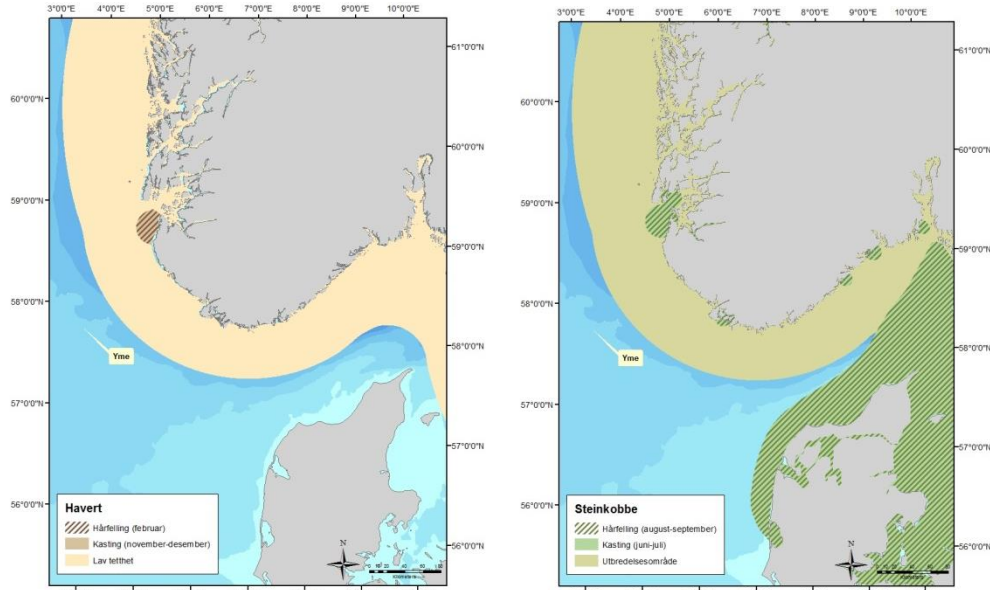 3°0'0"E 4°0'0"E 5°0'0"E 6°0'0"E 7°0'0"E 8°0'0"E 9°0'0"E 10°0'0"E
61°0'0"N
60°0'0"N
60°0'0"N
59°0'0"N
59°0'0"N
58°0'0"N
58°0'0"N
Yme
57°0'0"N
57°0'0"N
56°0'0"N
56°0'0"N
Havert
Hårfelling (februar)
Kasting (november-desember)
Lav tetthet
N
3°0'0"E 4°0'0"E 5°0'0"E 6°0'0"E 7°0'0"E 8°0'0"E 9°0'0"E 10°0'0"E
61°0'0"N
60°0'0"N
60°0'0"N
59°0'0"N
59°0'0"N
58°0'0"N
58°0'0"N
Yme
57°0'0"N
57°0'0"N
56°0'0"N
56°0'0"N
Steinkobbe
Hårfelling (august-september)
Kasting (juni-juli)
Utbredelsesområde
N